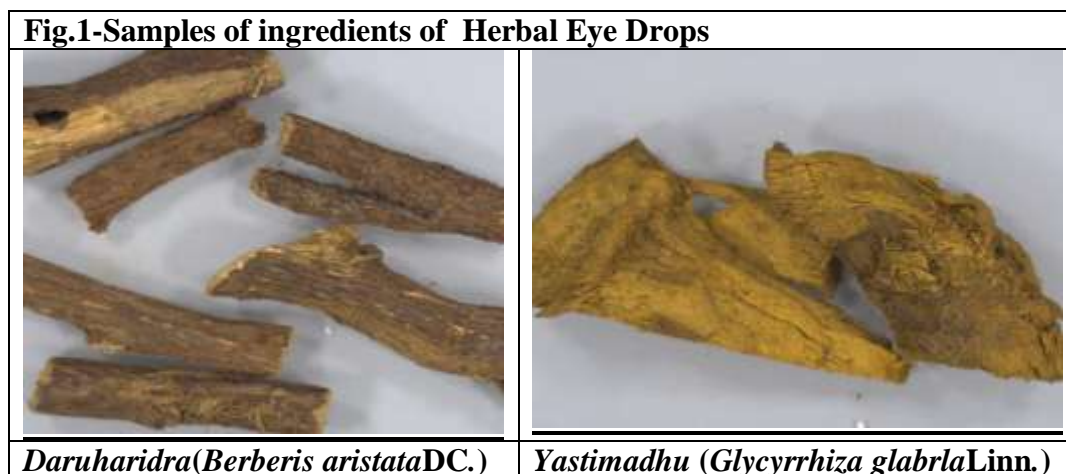 Fig.1-Samples of ingredients of Herbal Eye Drops
Daruharidra(Berberis aristataDC.)
Yastimadhu (Glycyrrhiza glabrlaLinn.)